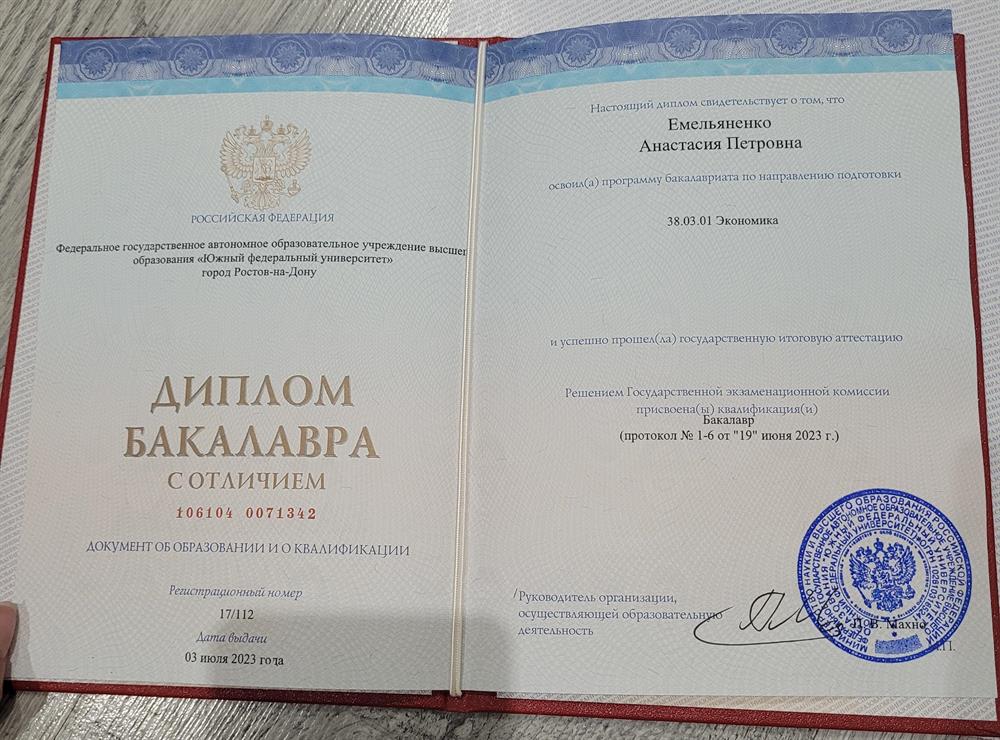 РОССИЙСКАЯ ФЕДЕРАЦИЯ
Федеральное государственное автономное образовательное учреждение высшег
образования «Южный федеральный университет»
город Ростов-на-Дону
ДИПЛОМ
БАКАЛАВРА
С ОТЛИЧИЕМ
106104 0071342
ДОКУМЕНТ ОБ ОБРАЗОВАНИИ И О КВАЛИФИКАЦИИ
Регистрационный номер
17/112
Дата выдачи
03 июля 2023 года
Настоящий диплом свидетельствует о том, что
Емельяненко
Анастасия Петровна
освоил(а) программу бакалавриата по направлению подготовки
38.03.01 Экономика
и успешно прошел(ла) государственную итоговую аттестацию
Решением Государственной экзаменационной комиссии
присвоена(ы) квалификация(и)
Бакалавр
(протокол № 1-6 от "19" июня 2023 г.)
/Руководитель организации,
осуществляющей образовательную
деятельность
П.В. Махно